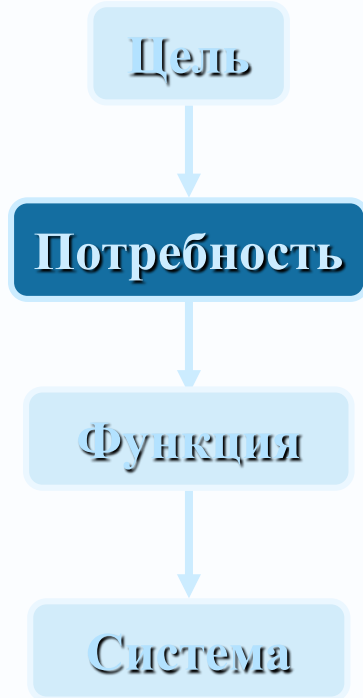 Цель
Потребность
Функция
Система